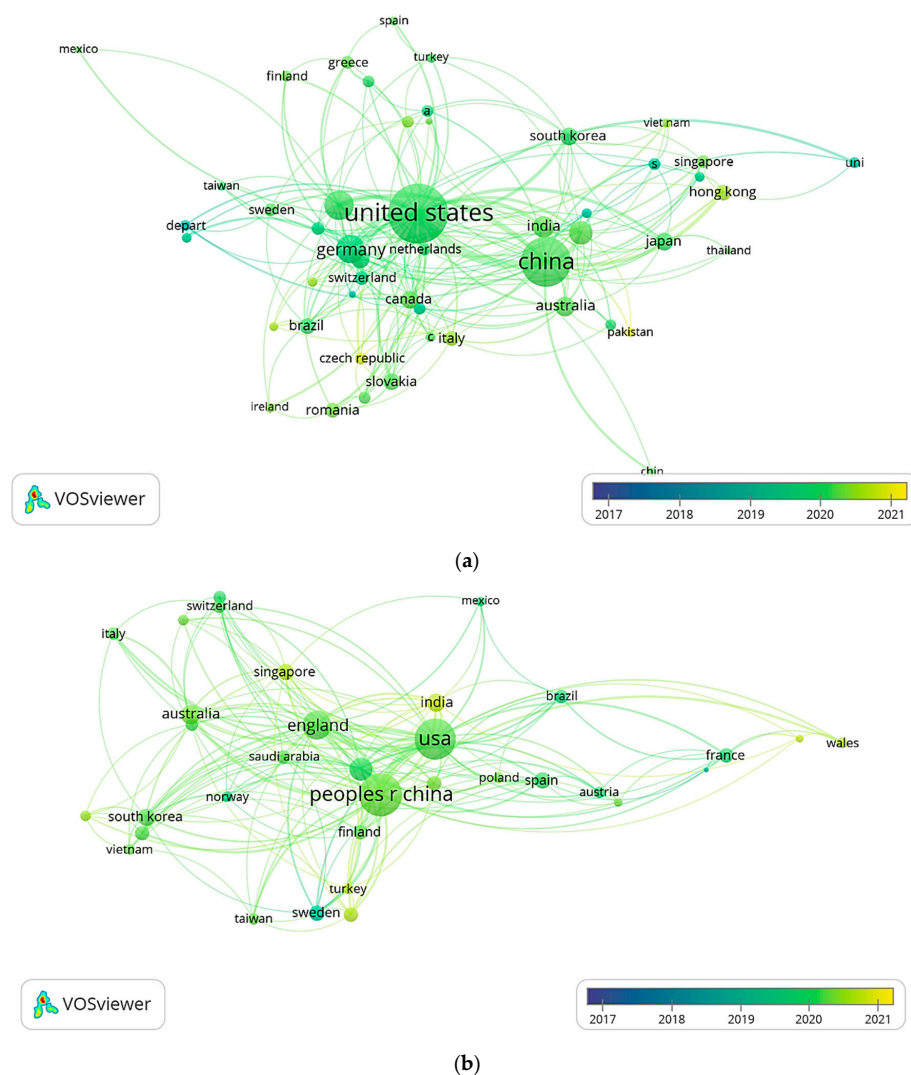 spain
mexico
turkey
greece
finland
a
viet nam
south korea
s
singapore
uni
taiwan
hong kong
sweden
united states
depart
india
japan
germany
netherlands
thailand
china
switzerland
canada
australia
brazil
pakistan
c
italy
czech republic
slovakia
ireland
romania
chin
VOSviewer
2017 2018 2019 2020 2021
(a)
mexico
switzerland
italy
singapore
brazil
india
australia
england
usa
wales
saudi arabia
france
poland
spain
norway
peoples r china
austria
south korea
finland
vietnam
turkey
sweden
taiwan
VOSviewer
2017 2018 2019 2020 2021
(b)